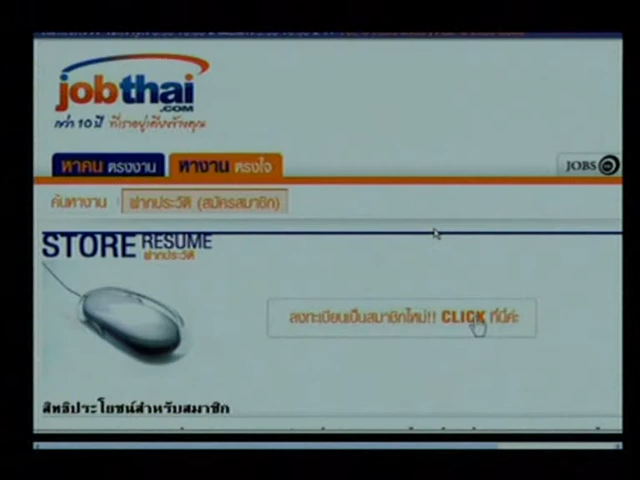 jobthai
.COM
กว่า 10 ปี ที่เราอยู่เคียงข้างคุณ
หาคน ตรงงาน
หางาน ตรงใจ
JOBS
ค้นหางาน
ฝากประวัติ (สมัครสมาชิก)
STORE RESUME
ฝากประวัติ
ลงทะเบียนเป็นสมาชิกใหม่!! CLICK ที่นี่ค่ะ
สิทธิประโยชน์สำหรับสมาชิก